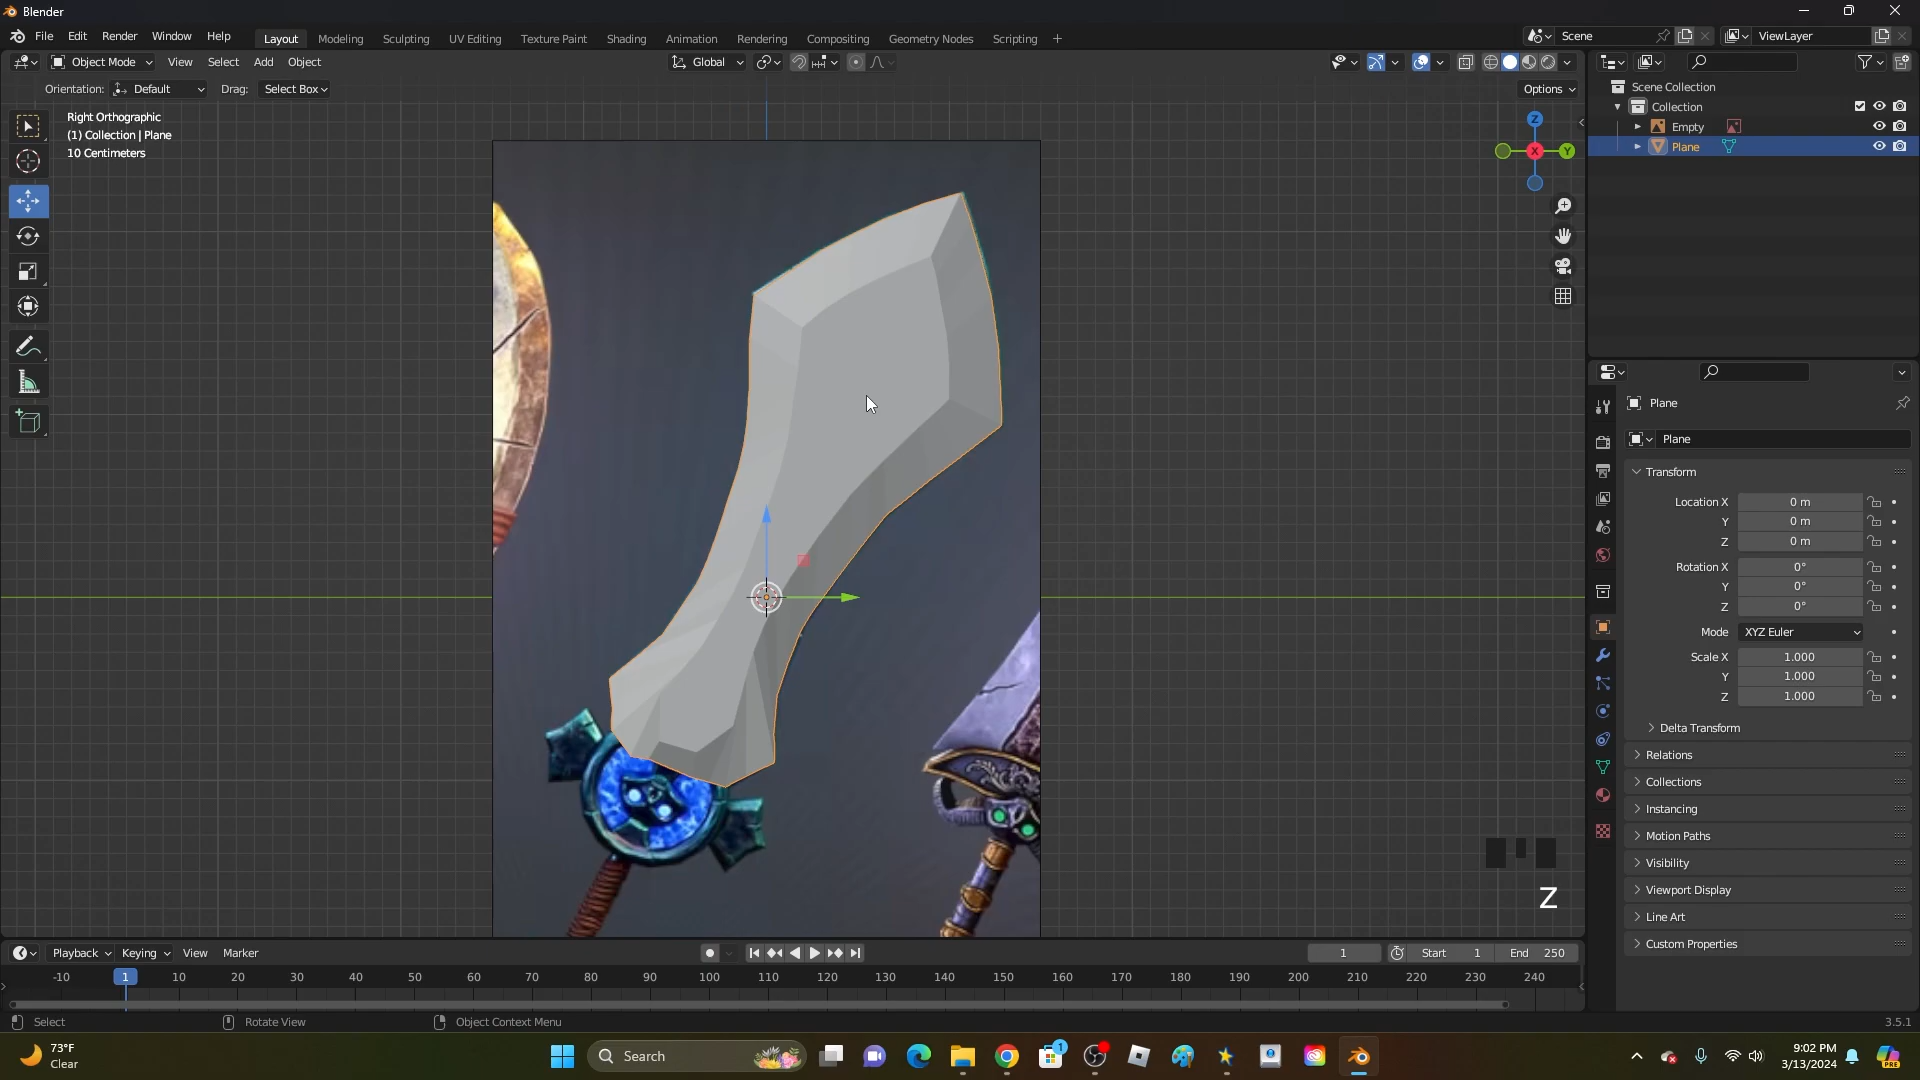 Blender
File Edit Render Window Help
Layout Modeling Sculpting UV Editing Texture Paint Shading Animation Rendering Compositing Geometry Nodes Scripting +
Scene
ViewLayer
Object Mode View Select Add Object
Global
Orientation: Default Drag: Select Box
Options
Right Orthographic
(1) Collection | Plane
10 Centimeters
Z
Y
X
Scene Collection
Collection
Empty
Plane
Plane
Plane
Transform
Location X 0 m
Y 0 m
Z 0 m
Rotation X 0°
Y 0°
Z 0°
Mode XYZ Euler
Scale X 1.000
Y 1.000
Z 1.000
Delta Transform
Relations
Collections
Instancing
Motion Paths
Visibility
Viewport Display
Line Art
Custom Properties
Z
Playback Keying View Marker
1 Start 1 End 250
-10 1 10 20 30 40 50 60 70 80 90 100 110 120 130 140 150 160 170 180 190 200 210 220 230 240
Select Rotate View Object Context Menu
3.5.1
73°F
Clear
Search
1
9:02 PM
3/13/2024
PRE